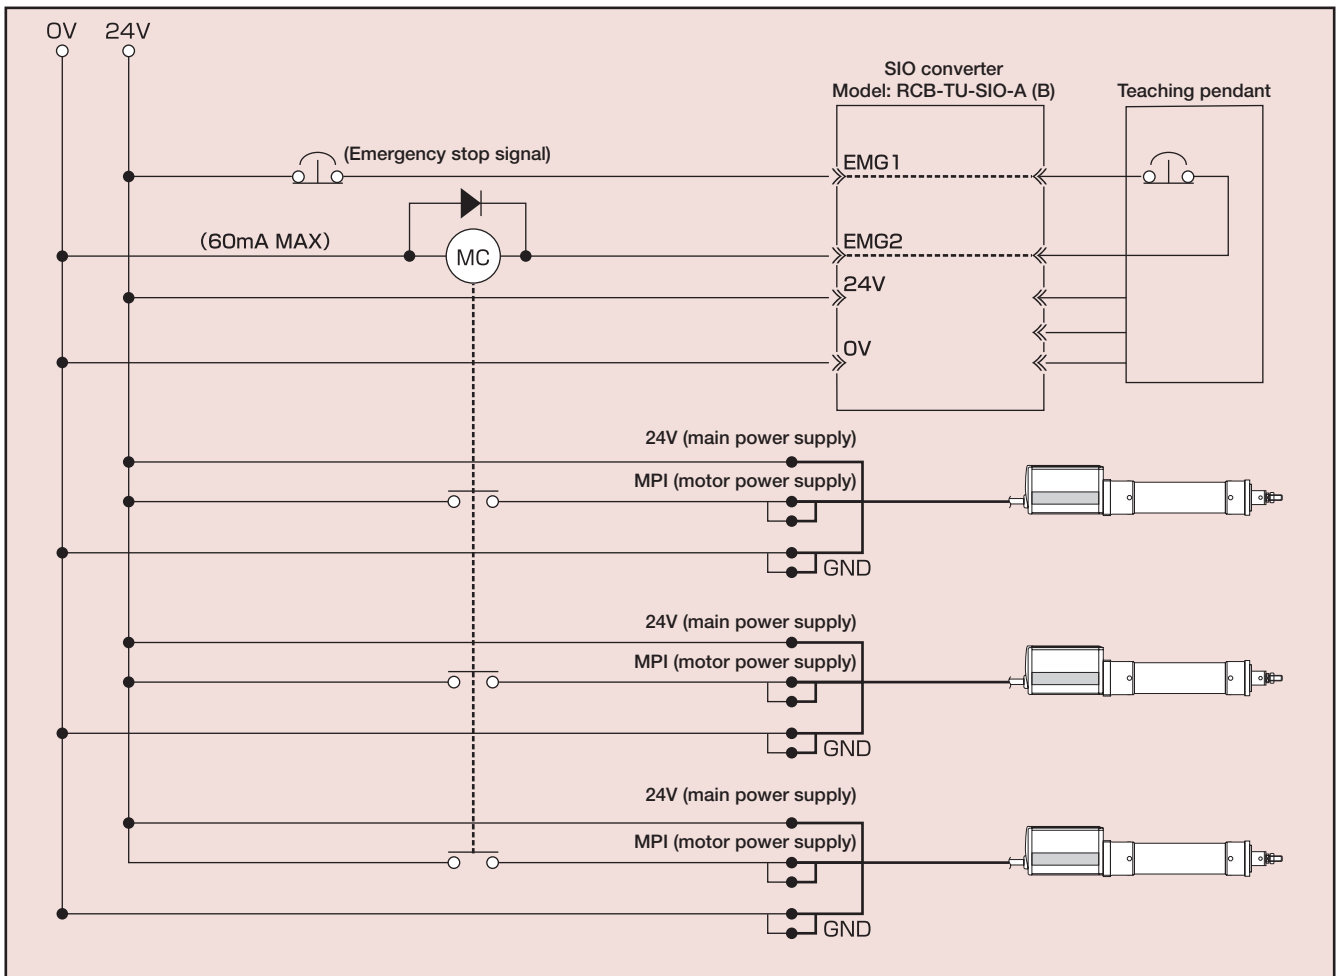 0V
24V
SIO converter
Model: RCB-TU-SIO-A (B)
Teaching pendant
(Emergency stop signal)
EMG1
(60mA MAX)
MC
EMG2
24V
0V
24V (main power supply)
MPI (motor power supply)
GND
24V (main power supply)
MPI (motor power supply)
GND
24V (main power supply)
MPI (motor power supply)
GND